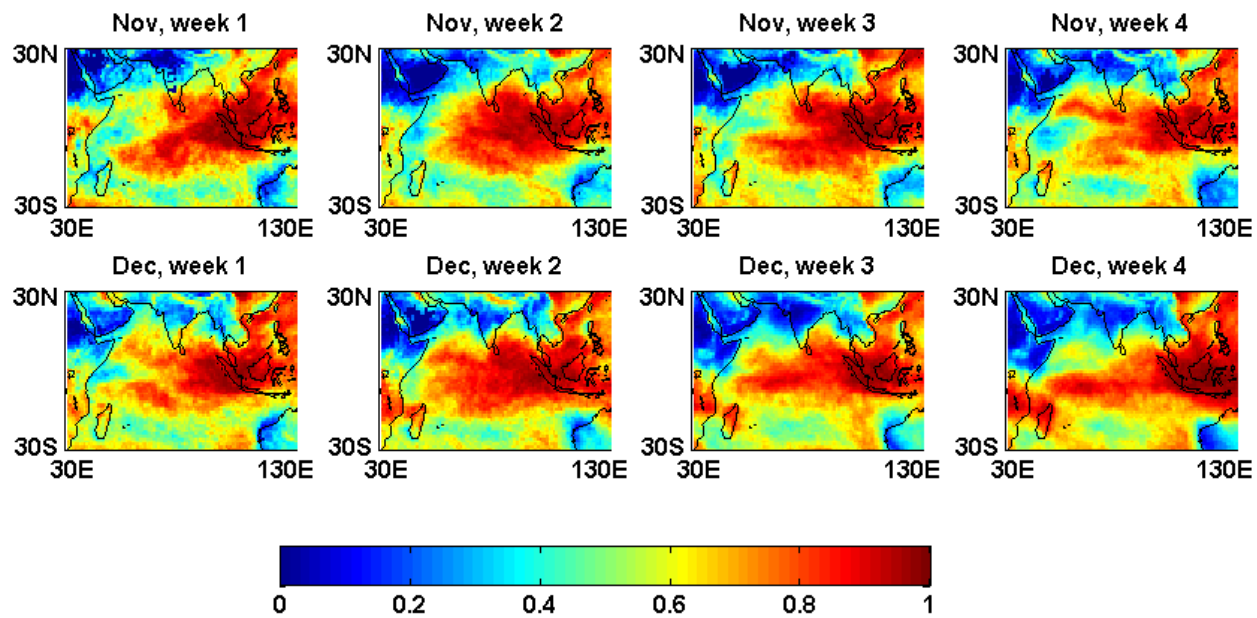 Nov, week 1 Nov, week 2 Nov, week 3 Nov, week 4
30N 30N 30N 30N
30S 30S 30S 30S
30E 130E 30E 130E 30E 130E 30E 130E
Dec, week 1 Dec, week 2 Dec, week 3 Dec, week 4
30N 30N 30N 30N
30S 30S 30S 30S
30E 130E 30E 130E 30E 130E 30E 130E
0 0.2 0.4 0.6 0.8 1